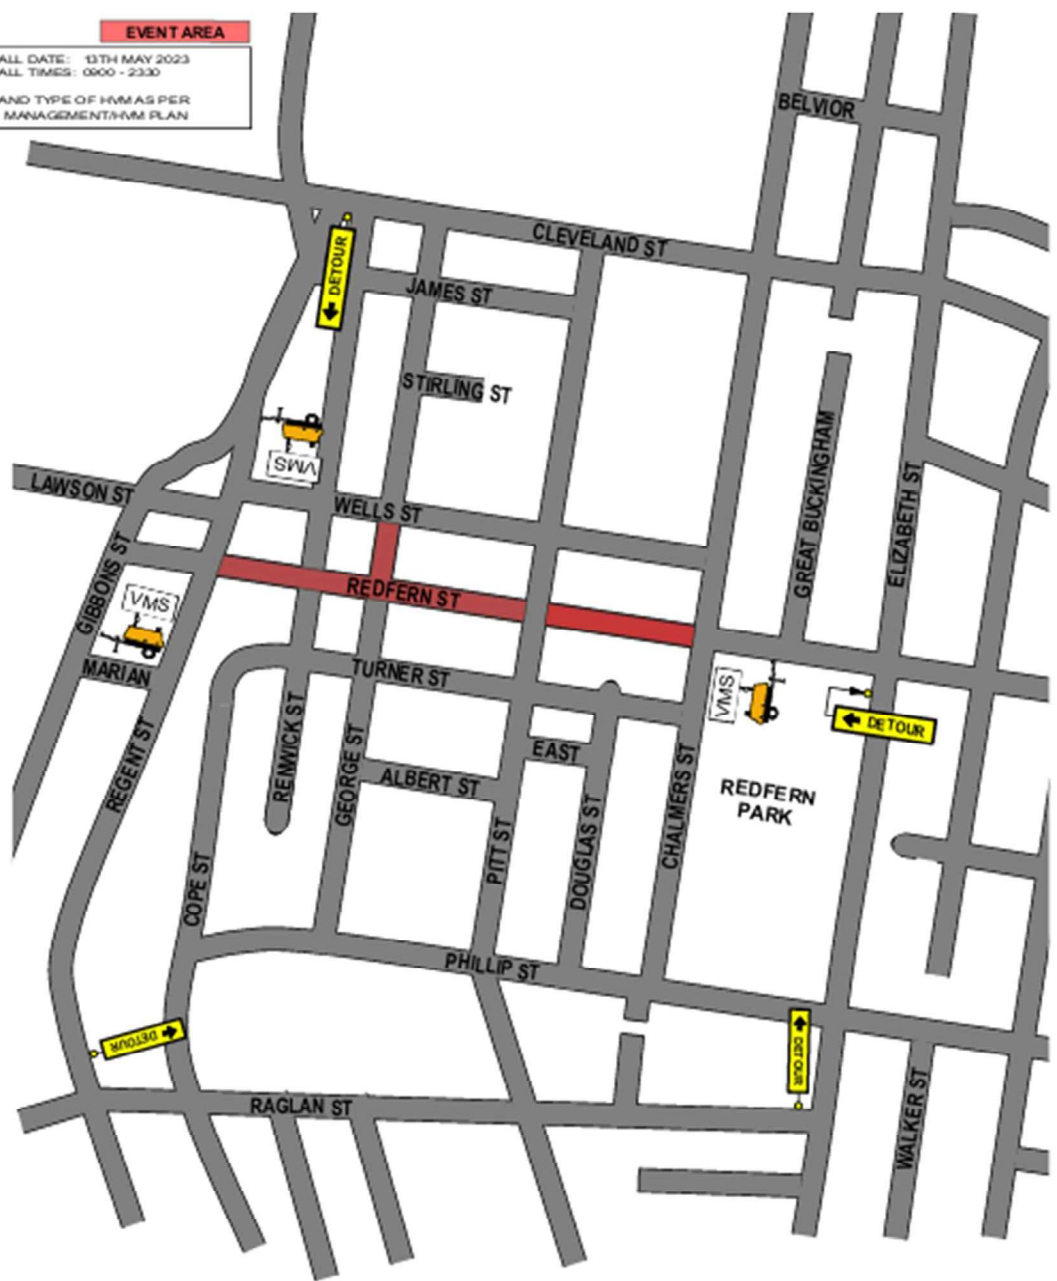 EVENT AREA
ALL DATE: 13TH MAY 2023
ALL TIMES: 0900 - 2330
AND TYPE OF HVM AS PER
MANAGEMENT/HVM PLAN
BELVIOR
CLEVELAND ST
DETOUR
JAMES ST
STIRLING ST
VMS
LAWSON ST
WELLS ST
GREAT BUCKINGHAM
ELIZABETH ST
GIBBONS ST
VMS
REDFERN ST
MARIAN
TURNER ST
VMS
DETOUR
REGENT ST
RENWICK ST
GEORGE ST
ALBERT ST
EAST
REDFERN
PARK
CHALMERS ST
PITT ST
DOUGLAS ST
COPE ST
PHILLIP ST
DETOUR
DETOUR
RAGLAN ST
WALKER ST